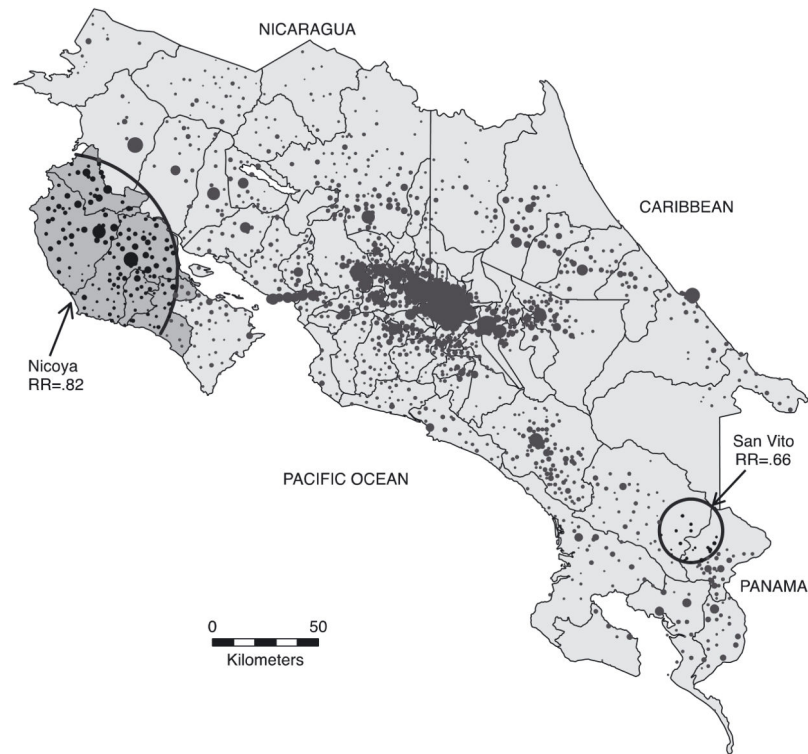 NICARAGUA
CARIBBEAN
Nicoya
RR=.82
San Vito
RR=.66
PACIFIC OCEAN
PANAMA
0 50
Kilometers